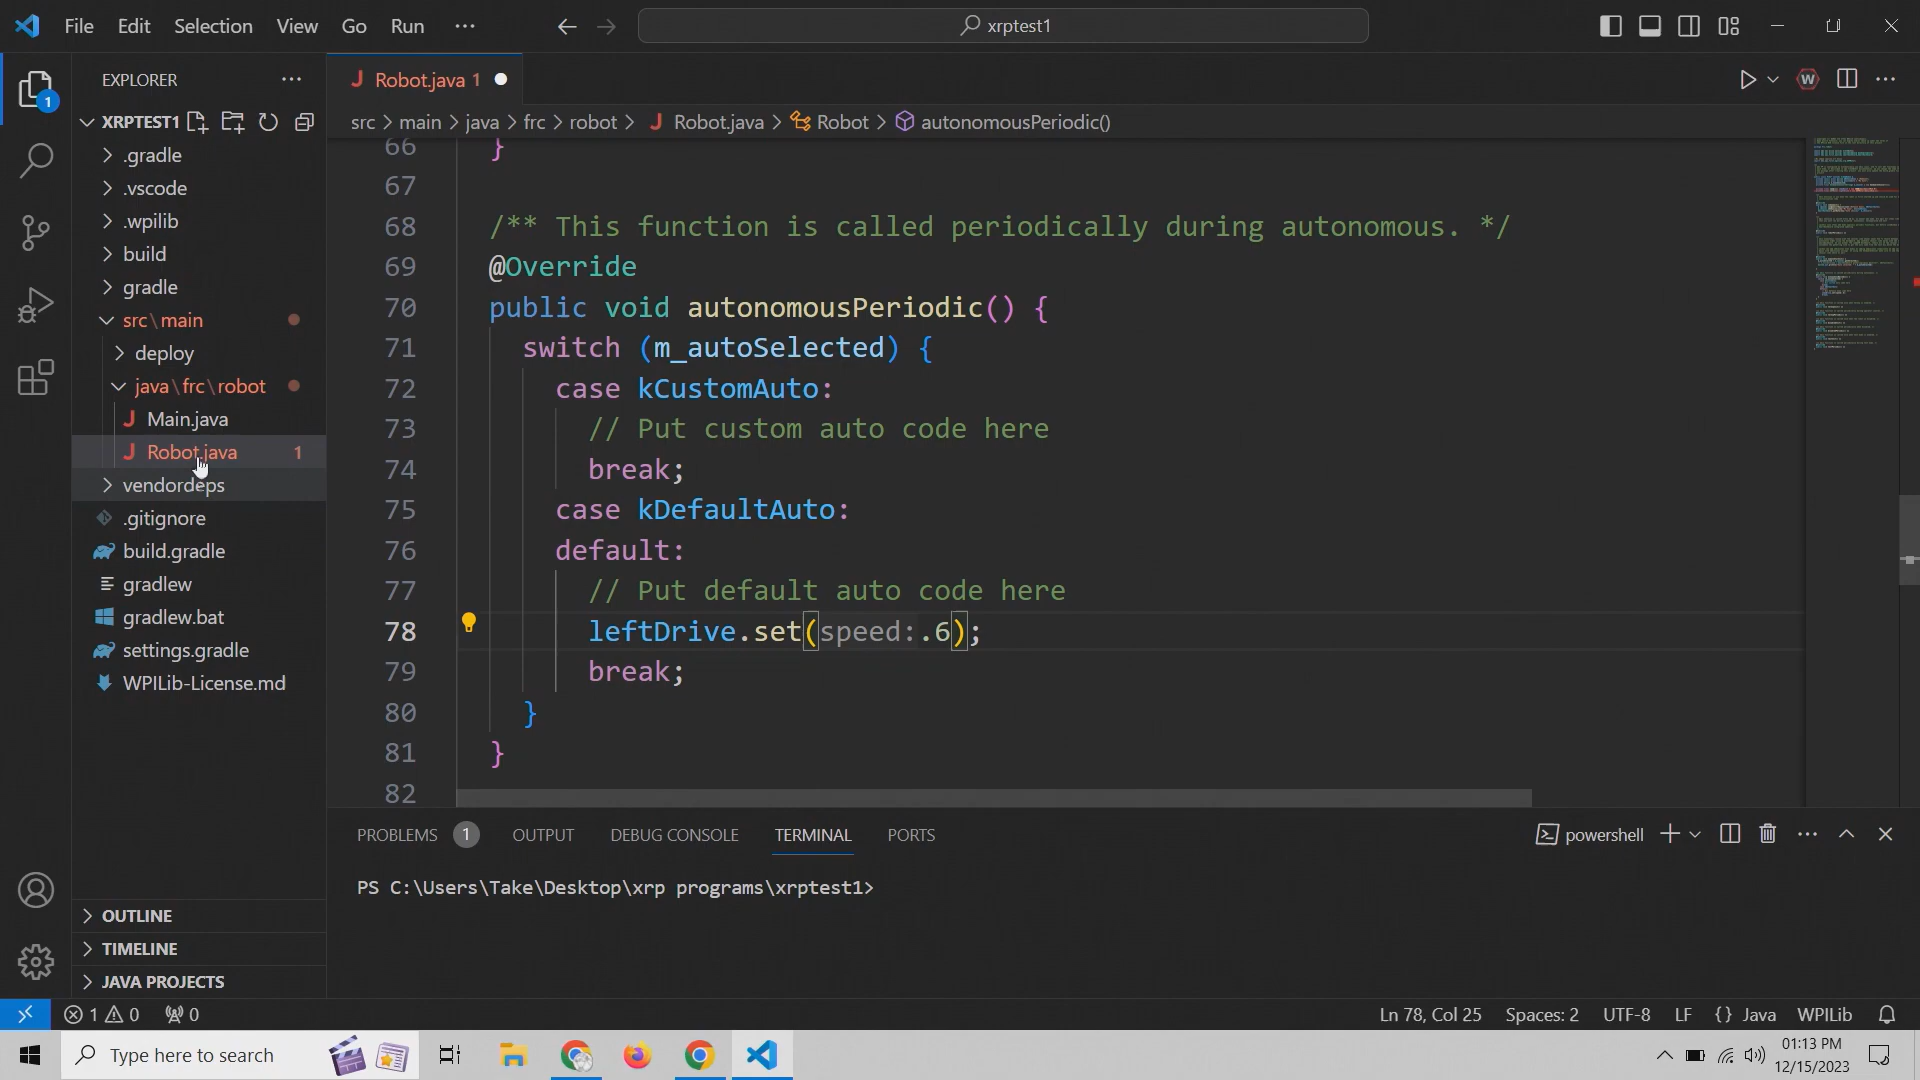 File Edit Selection View Go Run ··· xrptest1
EXPLORER ···
Robot.java 1
XRPTEST1
src > main > java > frc > robot > Robot.java > Robot > autonomousPeriodic()
.gradle
.vscode
.wpilib
build
gradle
src\main
deploy
java\frc\robot
Main.java
Robot.java 1
vendordeps
.gitignore
build.gradle
gradlew
gradlew.bat
settings.gradle
WPILib-License.md
OUTLINE
TIMELINE
JAVA PROJECTS
66 }
67
68 /** This function is called periodically during autonomous. */
69 @Override
70 public void autonomousPeriodic() {
71 switch (m_autoSelected) {
72 case kCustomAuto:
73 // Put custom auto code here
74 break;
75 case kDefaultAuto:
76 default:
77 // Put default auto code here
78 leftDrive.set(speed:.6);
79 break;
80 }
81 }
82
PROBLEMS 1 OUTPUT DEBUG CONSOLE TERMINAL PORTS powershell
PS C:\Users\Take\Desktop\xrp programs\xrptest1>
1 0 0 Ln 78, Col 25 Spaces: 2 UTF-8 LF {} Java WPILib
Type here to search
01:13 PM
12/15/2023